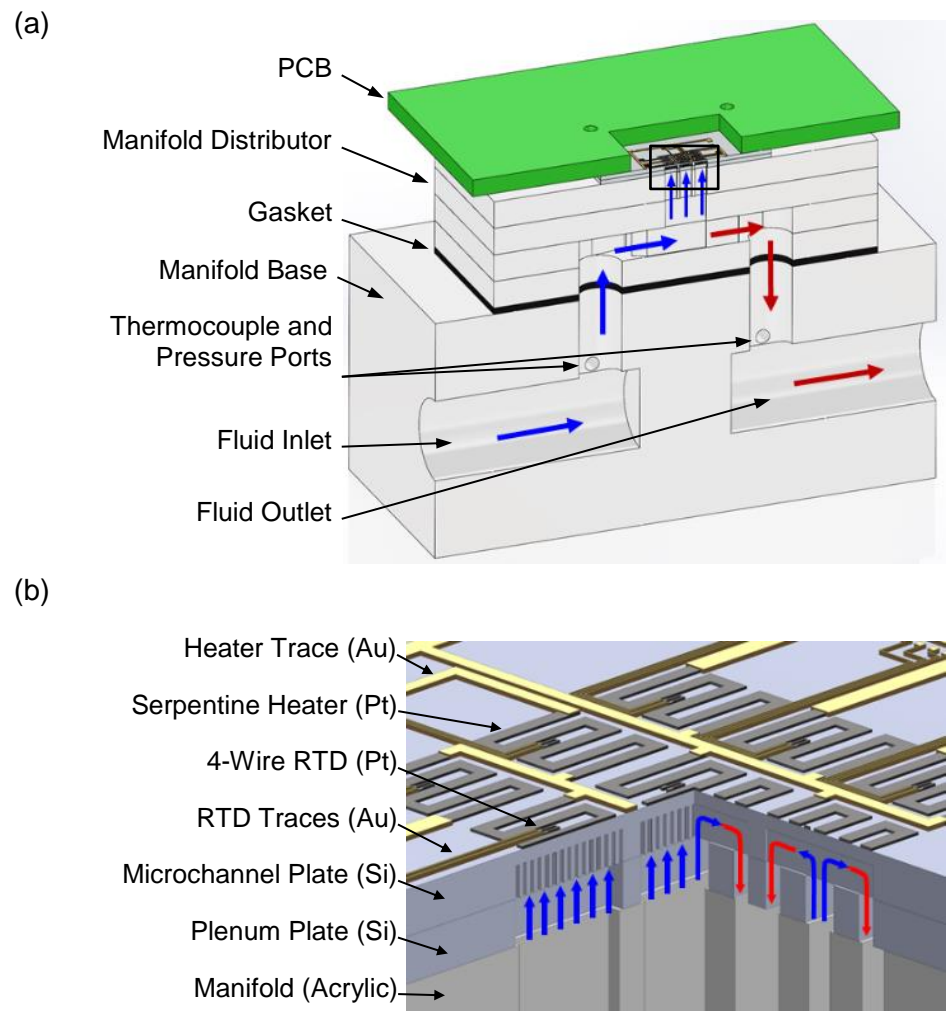 (a)
PCB
Manifold Distributor
Gasket
Manifold Base
Thermocouple and
Pressure Ports
Fluid Inlet
Fluid Outlet
(b)
Heater Trace (Au)
Serpentine Heater (Pt)
4-Wire RTD (Pt)
RTD Traces (Au)
Microchannel Plate (Si)
Plenum Plate (Si)
Manifold (Acrylic)